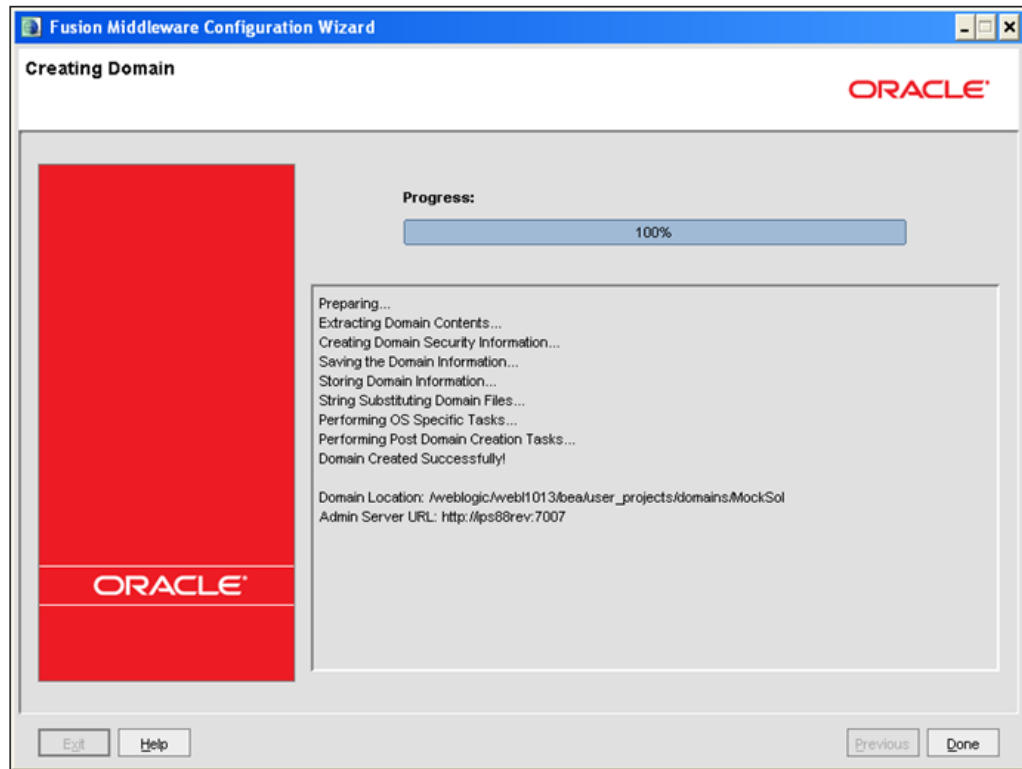 Fusion Middleware Configuration Wizard
Creating Domain
ORACLE
Progress:
100%
Preparing...
Extracting Domain Contents...
Creating Domain Security Information...
Saving the Domain Information...
Storing Domain Information...
String Substituting Domain Files...
Performing OS Specific Tasks...
Performing Post Domain Creation Tasks...
Domain Created Successfully!
Domain Location: /weblogic/webl1013/bea/user_projects/domains/MockSol
Admin Server URL: http://ips88rev:7007
ORACLE
Exit Help Previous Done